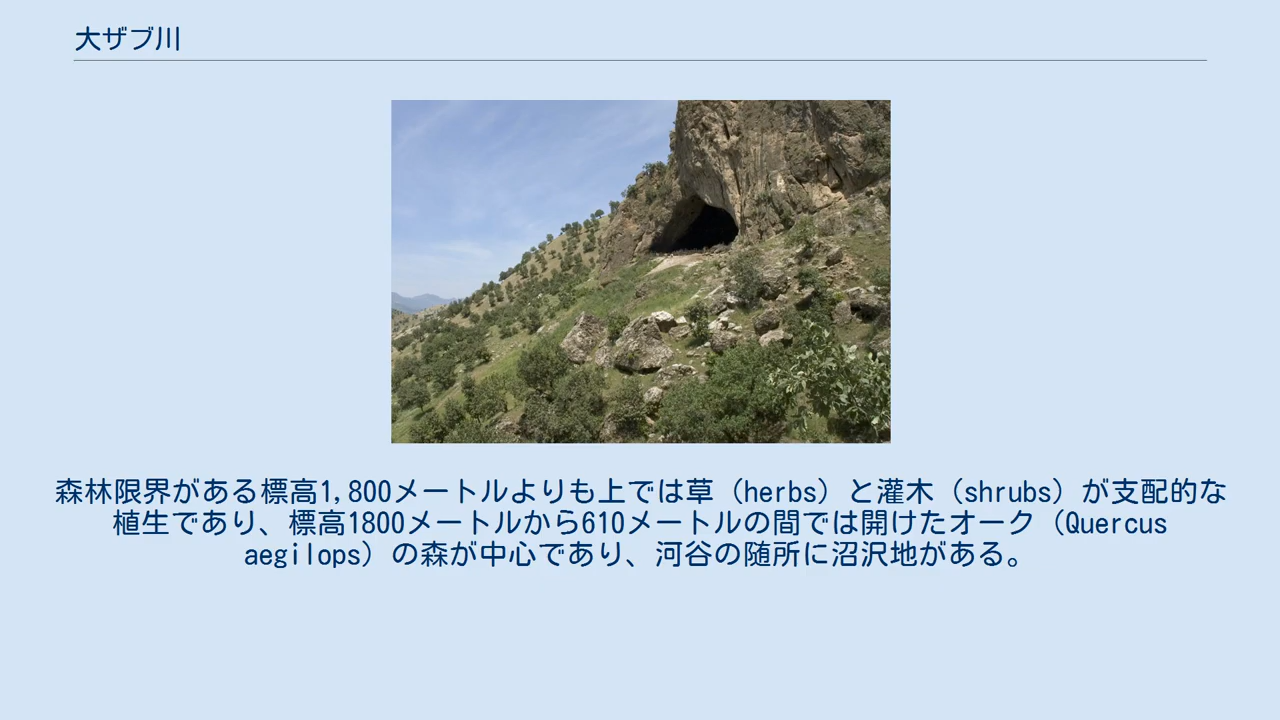 大ザブ川
森林限界がある標高1,800メートルよりも上では草（herbs）と灌木（shrubs）が支配的な
植生であり、標高1800メートルから610メートルの間では開けたオーク（Quercus
aegilops）の森が中心であり、河谷の随所に沼沢地がある。